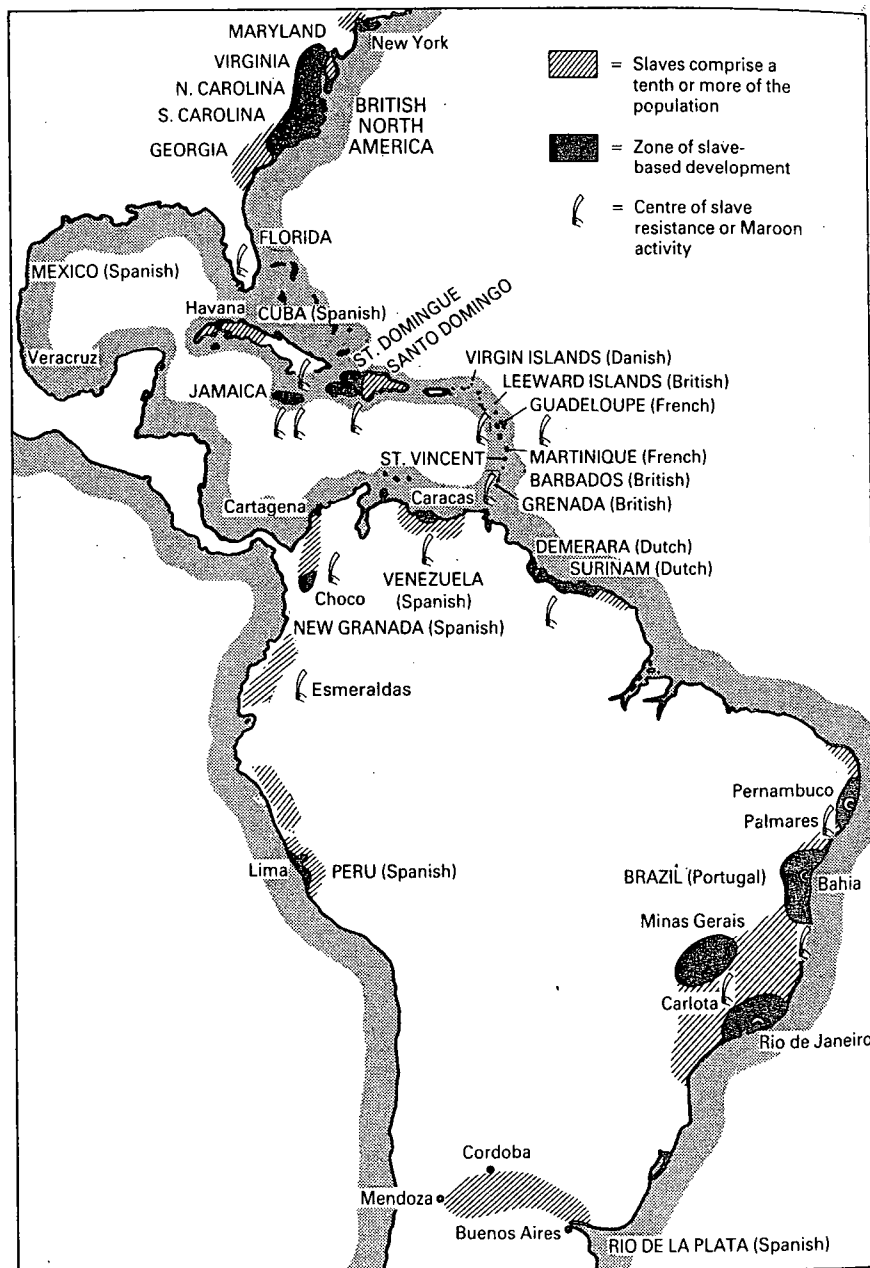 MARYLAND
New York
VIRGINIA
N. CAROLINA
S. CAROLINA
BRITISH
NORTH
AMERICA
GEORGIA
= Slaves comprise a
tenth or more of the
population
= Zone of slave-
based development
= Centre of slave
resistance or Maroon
activity
FLORIDA
MEXICO (Spanish)
Havana
CUBA (Spanish)
ST. DOMINGUE
SANTO DOMINGO
Veracruz
JAMAICA
VIRGIN ISLANDS (Danish)
LEEWARD ISLANDS (British)
GUADELOUPE (French)
ST. VINCENT
MARTINIQUE (French)
BARBADOS (British)
GRENADA (British)
Cartagena
Caracas
DEMERARA (Dutch)
SURINAM (Dutch)
Choco
VENEZUELA
(Spanish)
NEW GRANADA (Spanish)
Esmeraldas
Pernambuco
Palmares
Lima
PERU (Spanish)
BRAZIL (Portugal)
Bahia
Minas Gerais
Carlota
Rio de Janeiro
Cordoba
Mendoza
Buenos Aires
RIO DE LA PLATA (Spanish)